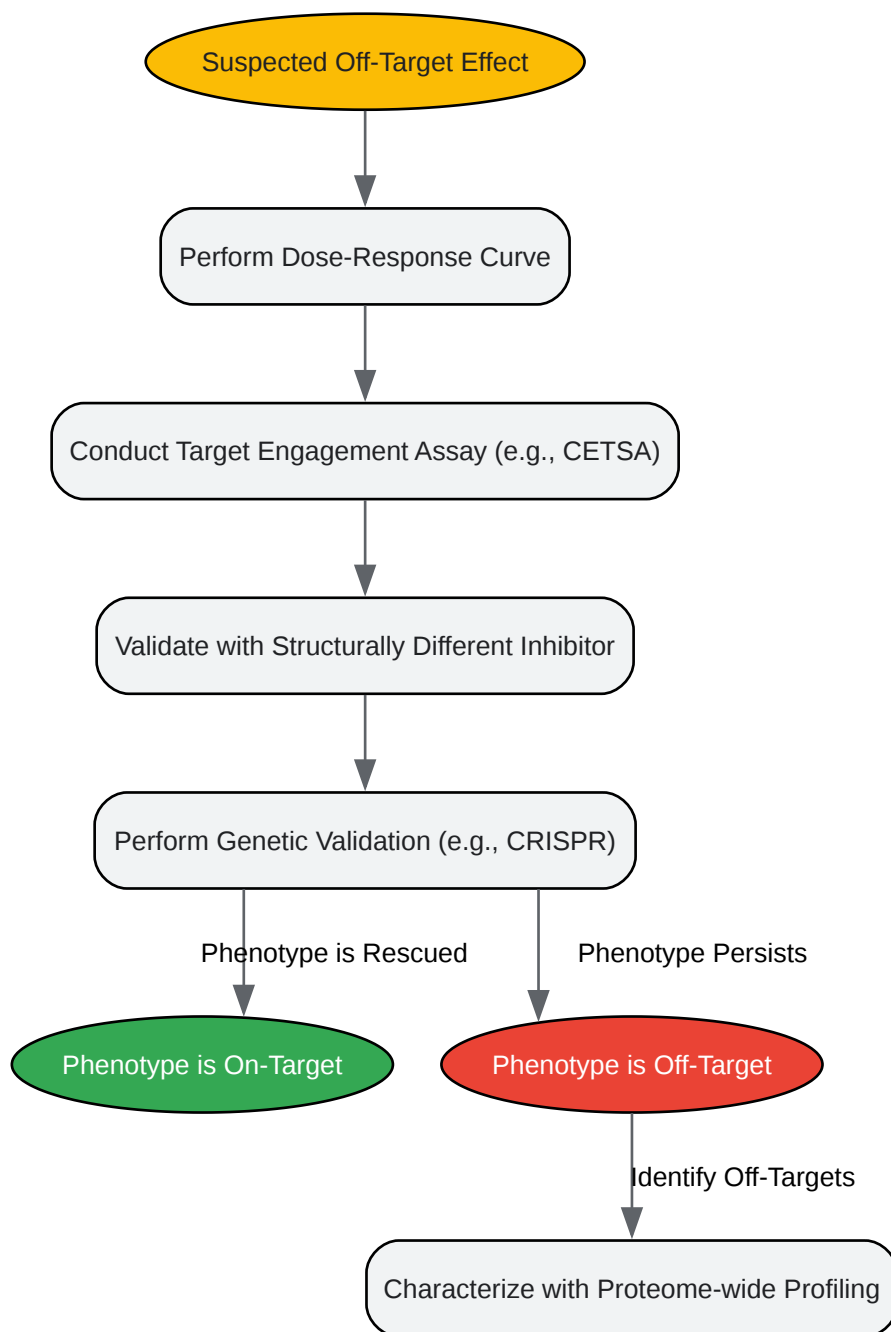 Suspected Off-Target Effect
Perform Dose-Response Curve
Conduct Target Engagement Assay (e.g., CETSA)
Validate with Structurally Different Inhibitor
Perform Genetic Validation (e.g., CRISPR)
Phenotype is Rescued
Phenotype Persists
Phenotype is On-Target
Phenotype is Off-Target
Identify Off-Targets
Characterize with Proteome-wide Profiling